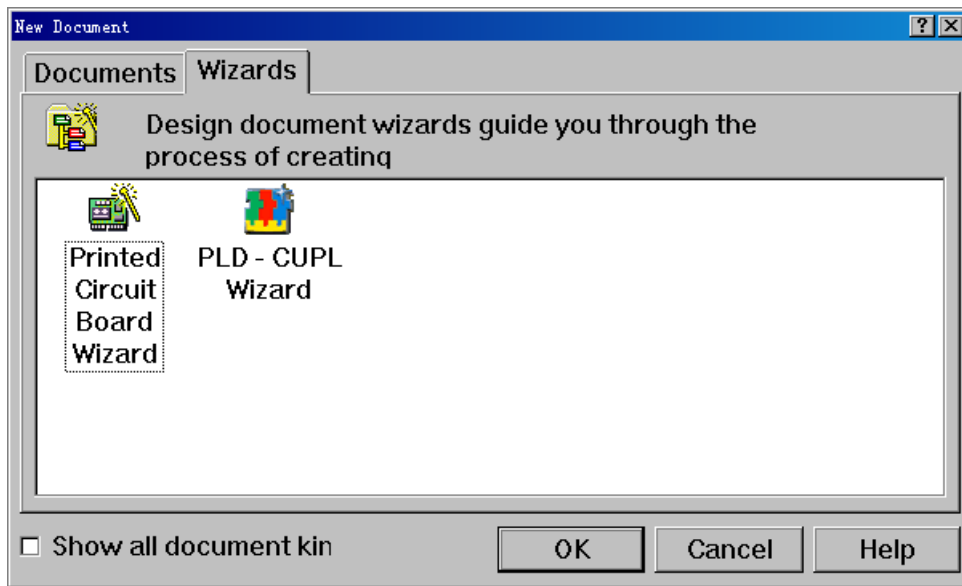 New Document
Documents Wizards
Design document wizards guide you through the
process of creating
Printed
Circuit
Board
Wizard
PLD - CUPL
Wizard
Show all document kin
OK Cancel Help